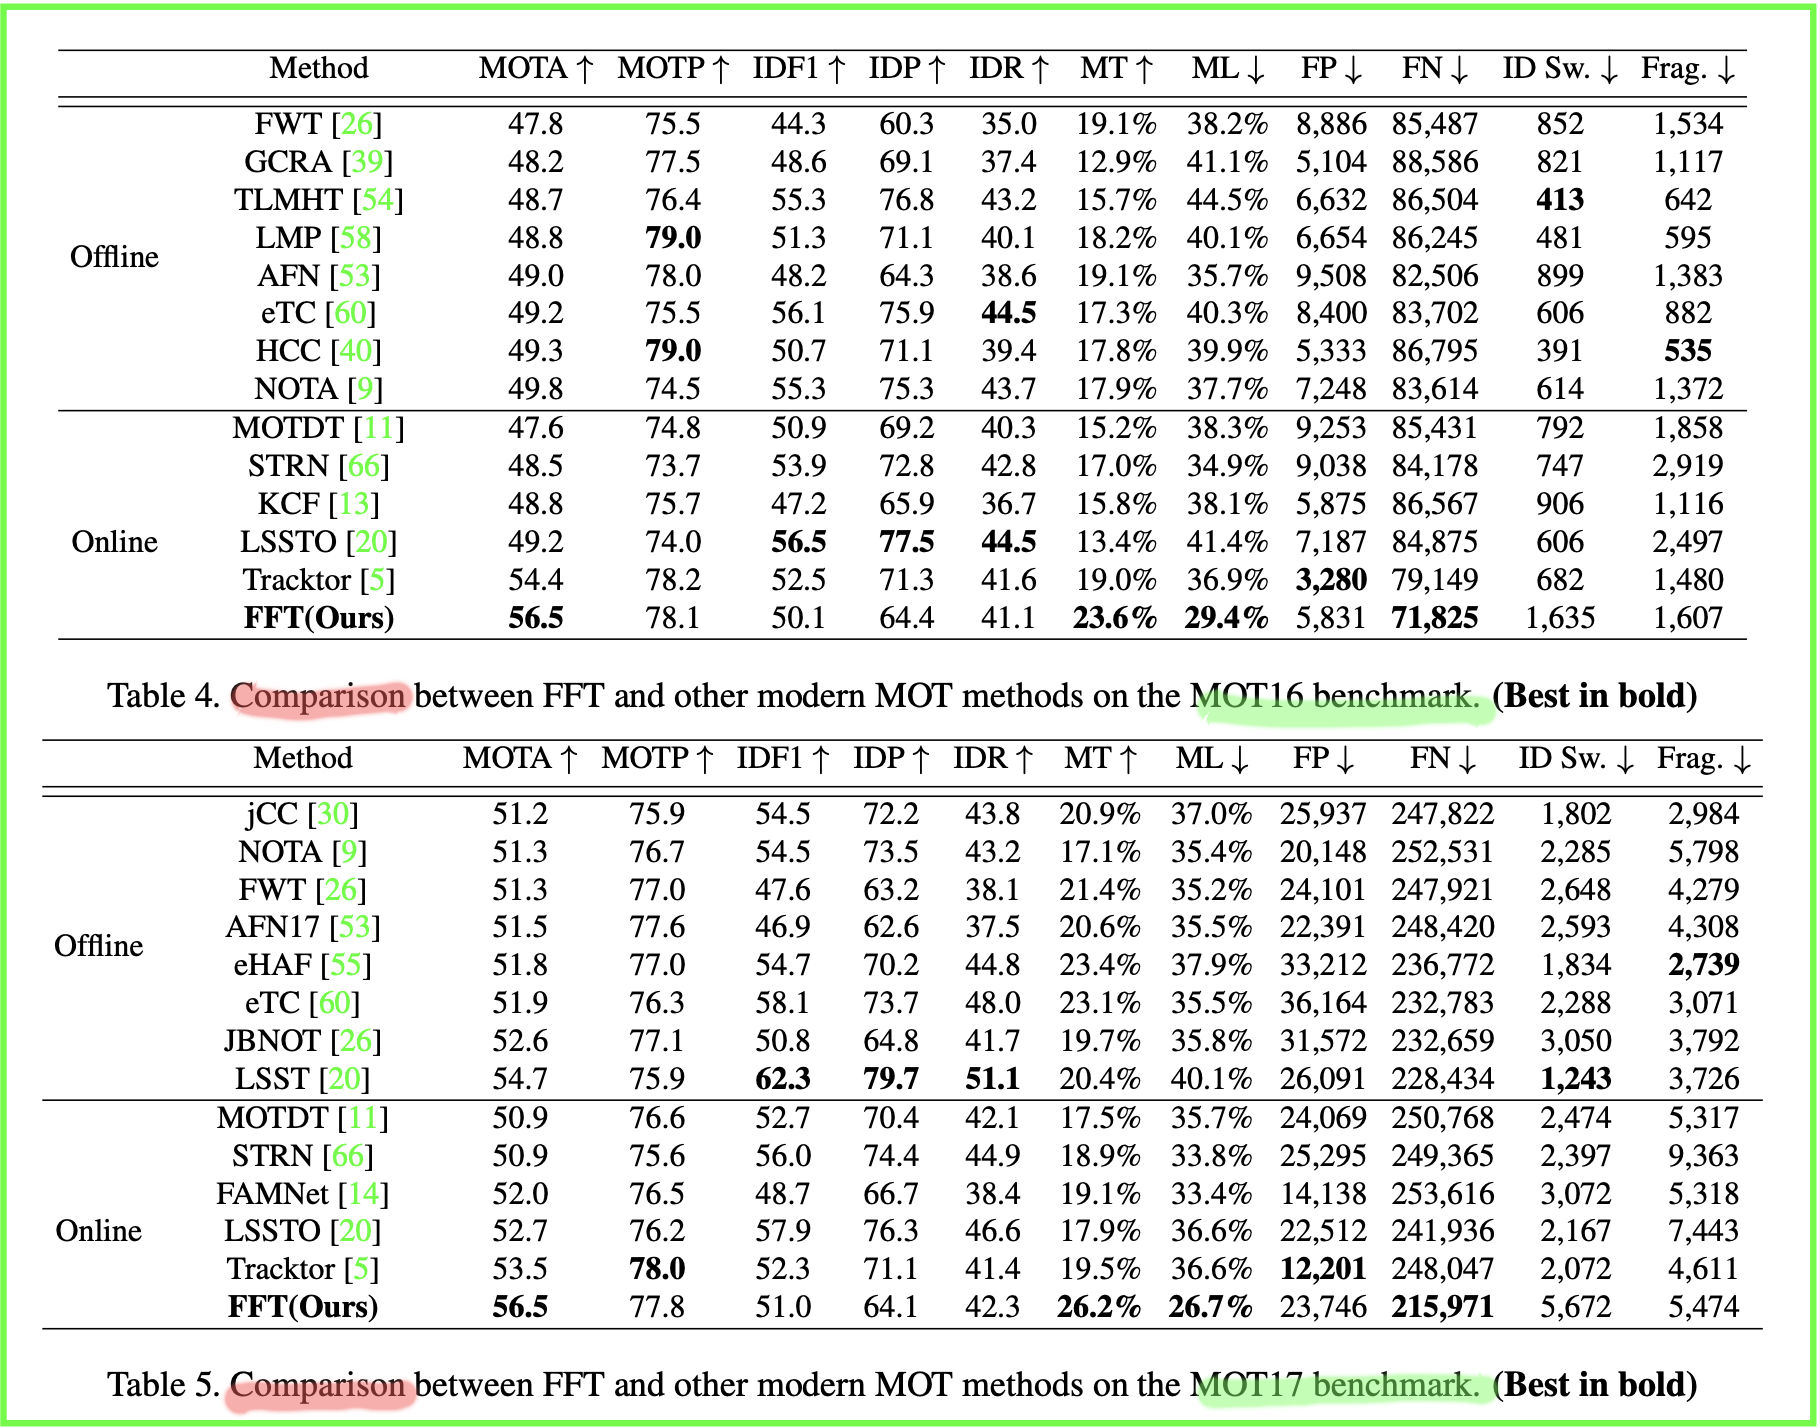 Method MOTA ↑ MOTP ↑ IDF1 ↑ IDP ↑ IDR ↑ MT ↑ ML ↓ FP ↓ FN ↓ ID Sw. ↓ Frag. ↓
FWT [26] 47.8 75.5 44.3 60.3 35.0 19.1% 38.2% 8,886 85,487 852 1,534
GCRA [39] 48.2 77.5 48.6 69.1 37.4 12.9% 41.1% 5,104 88,586 821 1,117
TLMHT [54] 48.7 76.4 55.3 76.8 43.2 15.7% 44.5% 6,632 86,504 413 642
LMP [58] 48.8 79.0 51.3 71.1 40.1 18.2% 40.1% 6,654 86,245 481 595
Offline
AFN [53] 49.0 78.0 48.2 64.3 38.6 19.1% 35.7% 9,508 82,506 899 1,383
eTC [60] 49.2 75.5 56.1 75.9 44.5 17.3% 40.3% 8,400 83,702 606 882
HCC [40] 49.3 79.0 50.7 71.1 39.4 17.8% 39.9% 5,333 86,795 391 535
NOTA [9] 49.8 74.5 55.3 75.3 43.7 17.9% 37.7% 7,248 83,614 614 1,372
MOTDT [11] 47.6 74.8 50.9 69.2 40.3 15.2% 38.3% 9,253 85,431 792 1,858
STRN [66] 48.5 73.7 53.9 72.8 42.8 17.0% 34.9% 9,038 84,178 747 2,919
KCF [13] 48.8 75.7 47.2 65.9 36.7 15.8% 38.1% 5,875 86,567 906 1,116
Online LSSTO [20] 49.2 74.0 56.5 77.5 44.5 13.4% 41.4% 7,187 84,875 606 2,497
Tracktor [5] 54.4 78.2 52.5 71.3 41.6 19.0% 36.9% 3,280 79,149 682 1,480
FFT(Ours) 56.5 78.1 50.1 64.4 41.1 23.6% 29.4% 5,831 71,825 1,635 1,607
Table 4. Comparison between FFT and other modern MOT methods on the MOT16 benchmark. (Best in bold)
Method MOTA ↑ MOTP ↑ IDF1 ↑ IDP ↑ IDR ↑ MT ↑ ML ↓ FP ↓ FN ↓ ID Sw. ↓ Frag. ↓
jCC [30] 51.2 75.9 54.5 72.2 43.8 20.9% 37.0% 25,937 247,822 1,802 2,984
NOTA [9] 51.3 76.7 54.5 73.5 43.2 17.1% 35.4% 20,148 252,531 2,285 5,798
FWT [26] 51.3 77.0 47.6 63.2 38.1 21.4% 35.2% 24,101 247,921 2,648 4,279
AFN17 [53] 51.5 77.6 46.9 62.6 37.5 20.6% 35.5% 22,391 248,420 2,593 4,308
Offline
eHAF [55] 51.8 77.0 54.7 70.2 44.8 23.4% 37.9% 33,212 236,772 1,834 2,739
eTC [60] 51.9 76.3 58.1 73.7 48.0 23.1% 35.5% 36,164 232,783 2,288 3,071
JBNOT [26] 52.6 77.1 50.8 64.8 41.7 19.7% 35.8% 31,572 232,659 3,050 3,792
LSST [20] 54.7 75.9 62.3 79.7 51.1 20.4% 40.1% 26,091 228,434 1,243 3,726
MOTDT [11] 50.9 76.6 52.7 70.4 42.1 17.5% 35.7% 24,069 250,768 2,474 5,317
STRN [66] 50.9 75.6 56.0 74.4 44.9 18.9% 33.8% 25,295 249,365 2,397 9,363
FAMNet [14] 52.0 76.5 48.7 66.7 38.4 19.1% 33.4% 14,138 253,616 3,072 5,318
Online LSSTO [20] 52.7 76.2 57.9 76.3 46.6 17.9% 36.6% 22,512 241,936 2,167 7,443
Tracktor [5] 53.5 78.0 52.3 71.1 41.4 19.5% 36.6% 12,201 248,047 2,072 4,611
FFT(Ours) 56.5 77.8 51.0 64.1 42.3 26.2% 26.7% 23,746 215,971 5,672 5,474
Table 5. Comparison between FFT and other modern MOT methods on the MOT17 benchmark. (Best in bold)